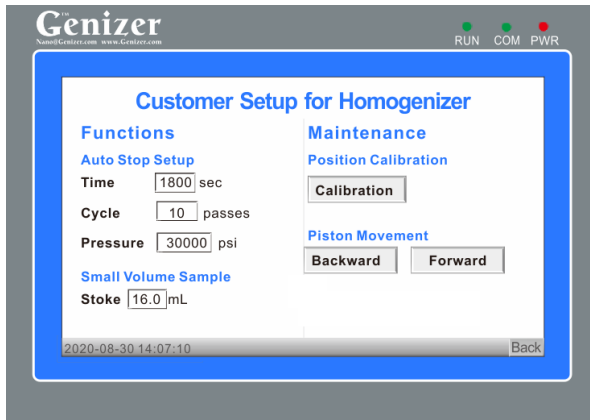 Genizer™
Nano@Genizer.com www.Genizer.com
RUN COM PWR
Customer Setup for Homogenizer
Functions
Auto Stop Setup
Time 1800 sec
Cycle 10 passes
Pressure 30000 psi
Small Volume Sample
Stoke 16.0 mL
Maintenance
Position Calibration
Calibration
Piston Movement
Backward Forward
2020-08-30 14:07:10 Back